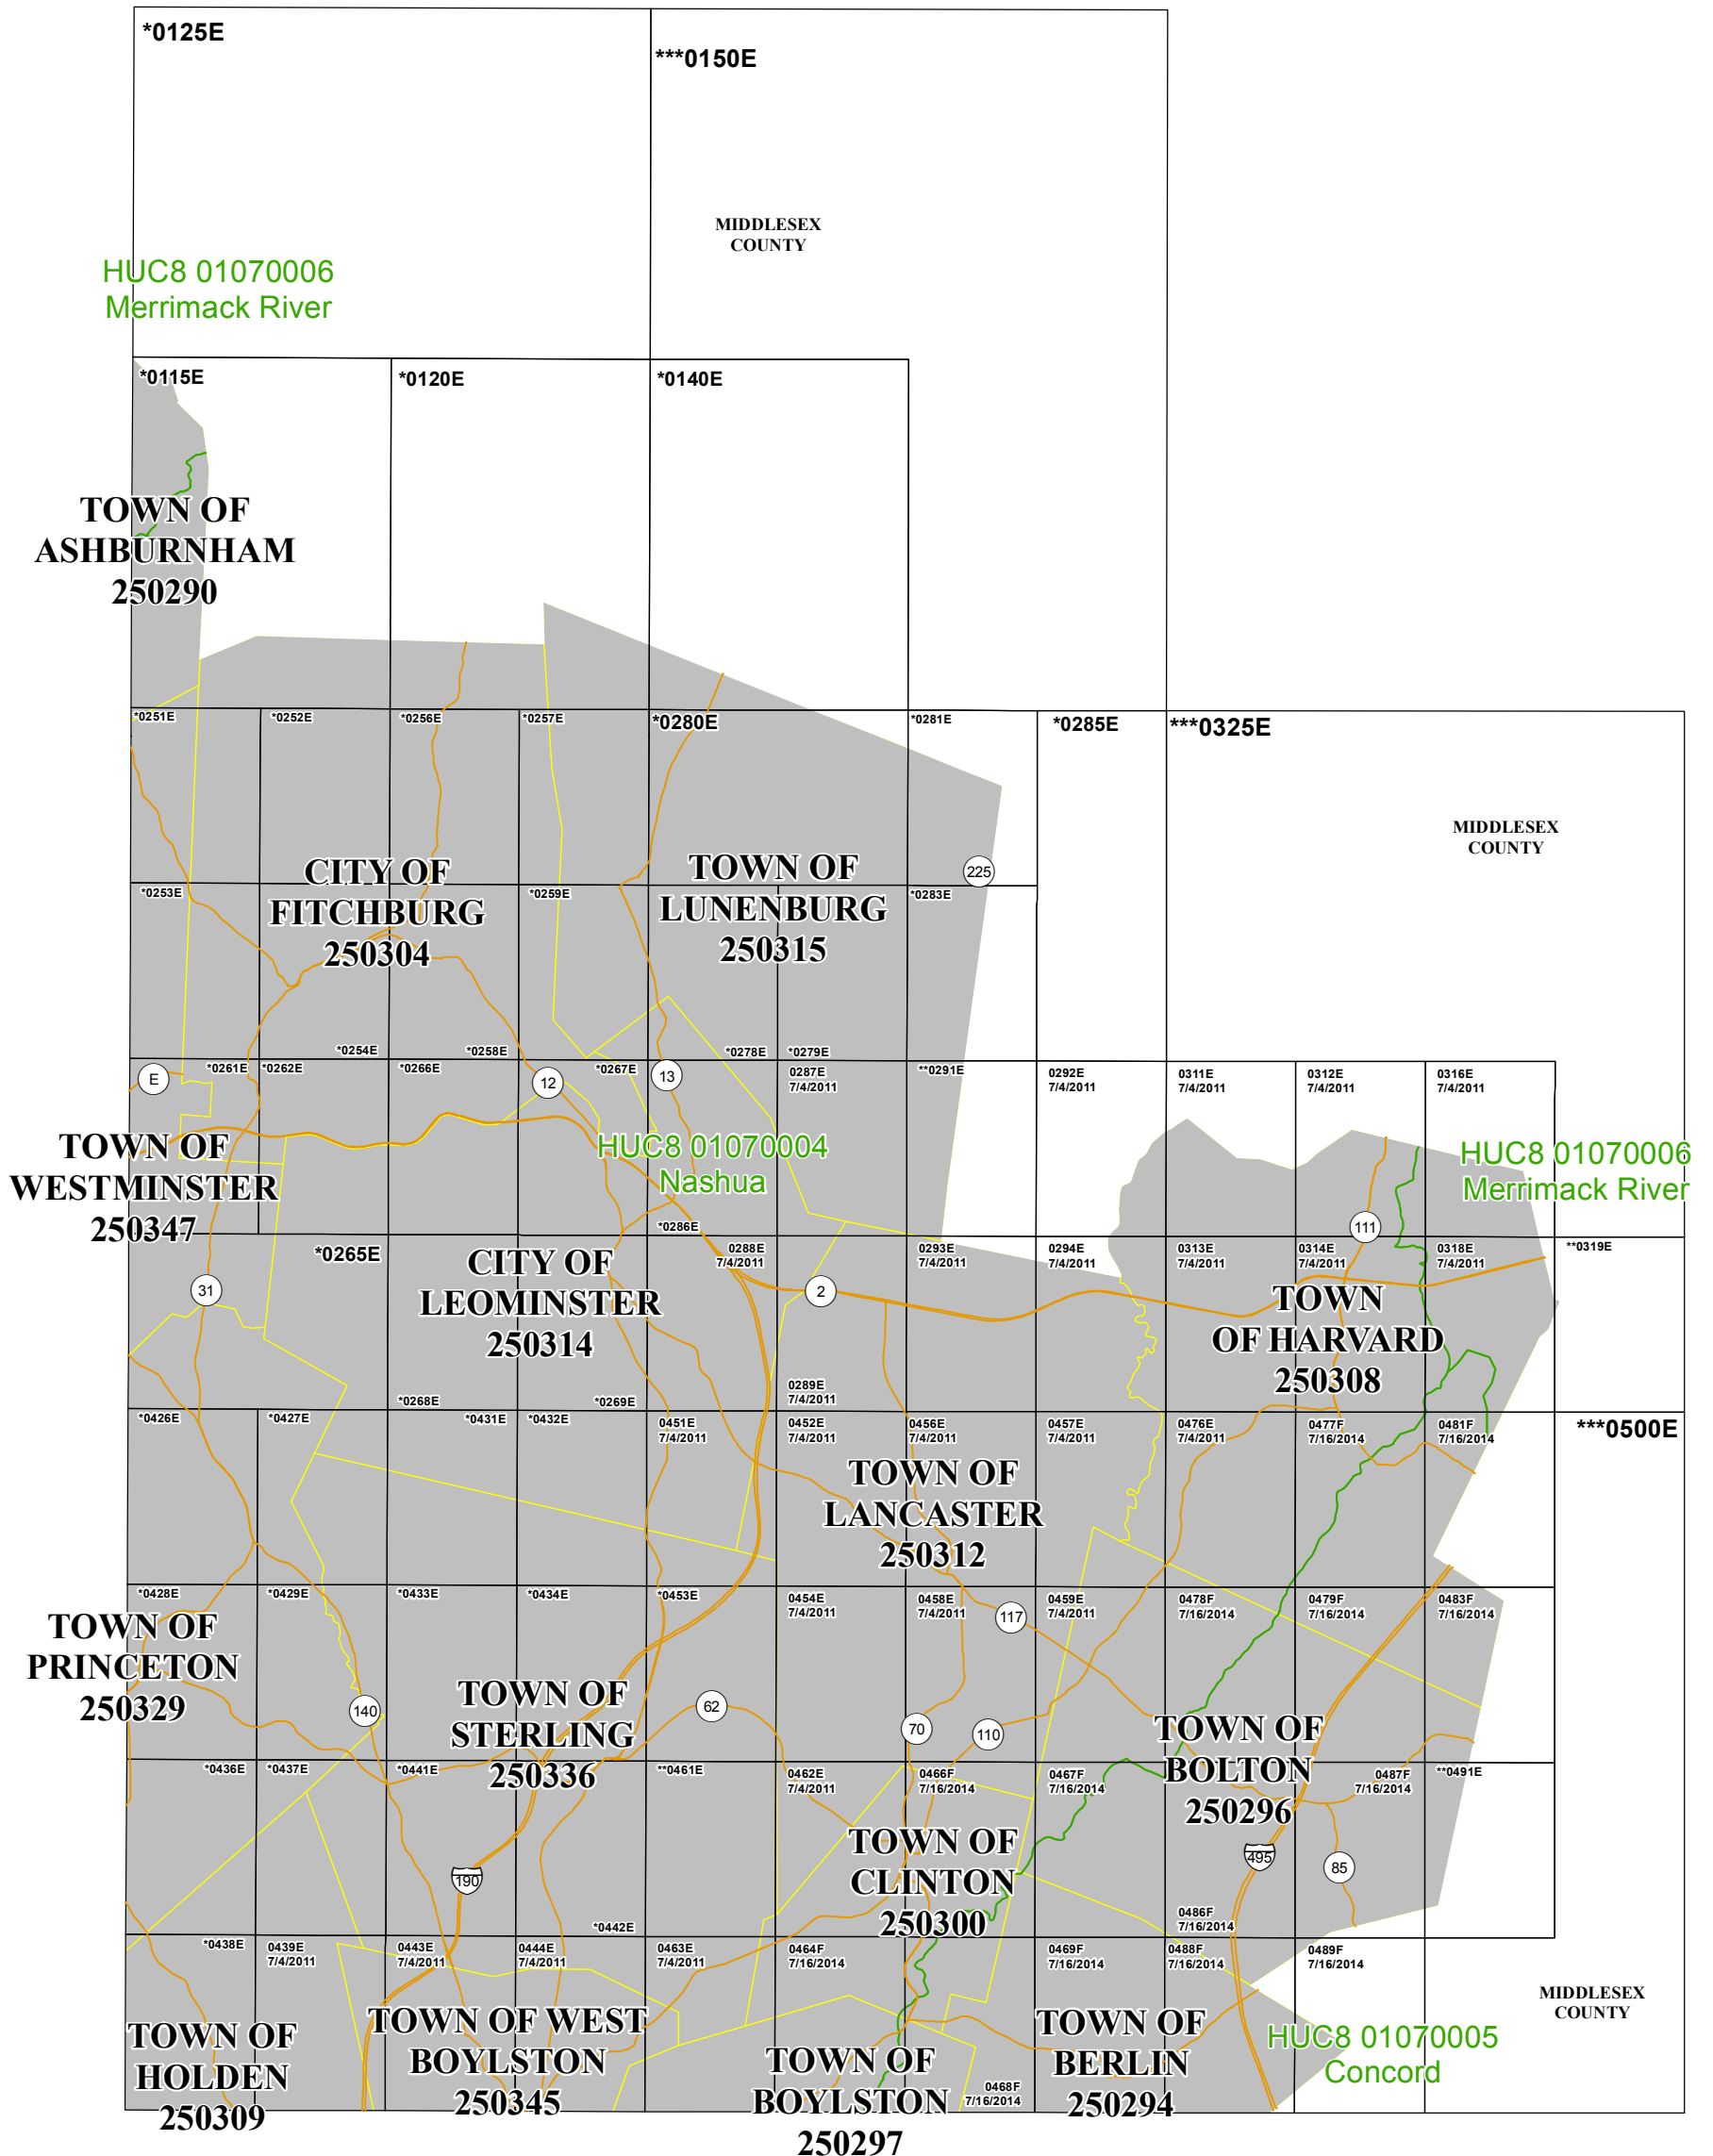 *0125E
***0150E
MIDDLESEX
COUNTY
HUC8 01070006
Merrimack River
*0115E
*0120E
*0140E
TOWN OF
ASHBURNHAM
250290
*0251E
*0252E
*0256E
*0257E
*0280E
*0281E
*0285E
***0325E
MIDDLESEX
COUNTY
CITY OF
FITCHBURG
250304
TOWN OF
LUNENBURG
250315
225
*0253E
*0259E
*0283E
*0254E
*0258E
*0278E
*0279E
*0261E
*0262E
*0266E
*0267E
0287E
7/4/2011
**0291E
0292E
7/4/2011
0311E
7/4/2011
0312E
7/4/2011
0316E
7/4/2011
E
12
13
HUC8 01070004
Nashua
TOWN OF
WESTMINSTER
250347
HUC8 01070006
Merrimack River
111
*0286E
*0265E
0288E
7/4/2011
0293E
7/4/2011
0294E
7/4/2011
0313E
7/4/2011
0314E
7/4/2011
0318E
7/4/2011
**0319E
31
CITY OF
LEOMINSTER
250314
2
TOWN
OF HARVARD
250308
*0268E
*0269E
0289E
7/4/2011
*0426E
*0427E
*0431E
*0432E
0451E
7/4/2011
0452E
7/4/2011
0456E
7/4/2011
0457E
7/4/2011
0476E
7/4/2011
0477F
7/16/2014
0481F
7/16/2014
***0500E
TOWN OF
LANCASTER
250312
*0428E
*0429E
*0433E
*0434E
*0453E
0454E
7/4/2011
0458E
7/4/2011
117
0459E
7/4/2011
0478F
7/16/2014
0479F
7/16/2014
0483F
7/16/2014
TOWN OF
PRINCETON
250329
140
TOWN OF
STERLING
250336
62
70
110
TOWN OF
BOLTON
250296
*0436E
*0437E
*0441E
**0461E
0462E
7/4/2011
0466F
7/16/2014
0467F
7/16/2014
0487F
7/16/2014
**0491E
TOWN OF
CLINTON
250300
190
495
85
0486F
7/16/2014
*0442E
*0438E
0439E
7/4/2011
0443E
7/4/2011
0444E
7/4/2011
0463E
7/4/2011
0464F
7/16/2014
0469F
7/16/2014
0488F
7/16/2014
0489F
7/16/2014
MIDDLESEX
COUNTY
TOWN OF
HOLDEN
250309
TOWN OF WEST
BOYLSTON
250345
TOWN OF
BOYLSTON
250297
0468F
7/16/2014
TOWN OF
BERLIN
250294
HUC8 01070005
Concord